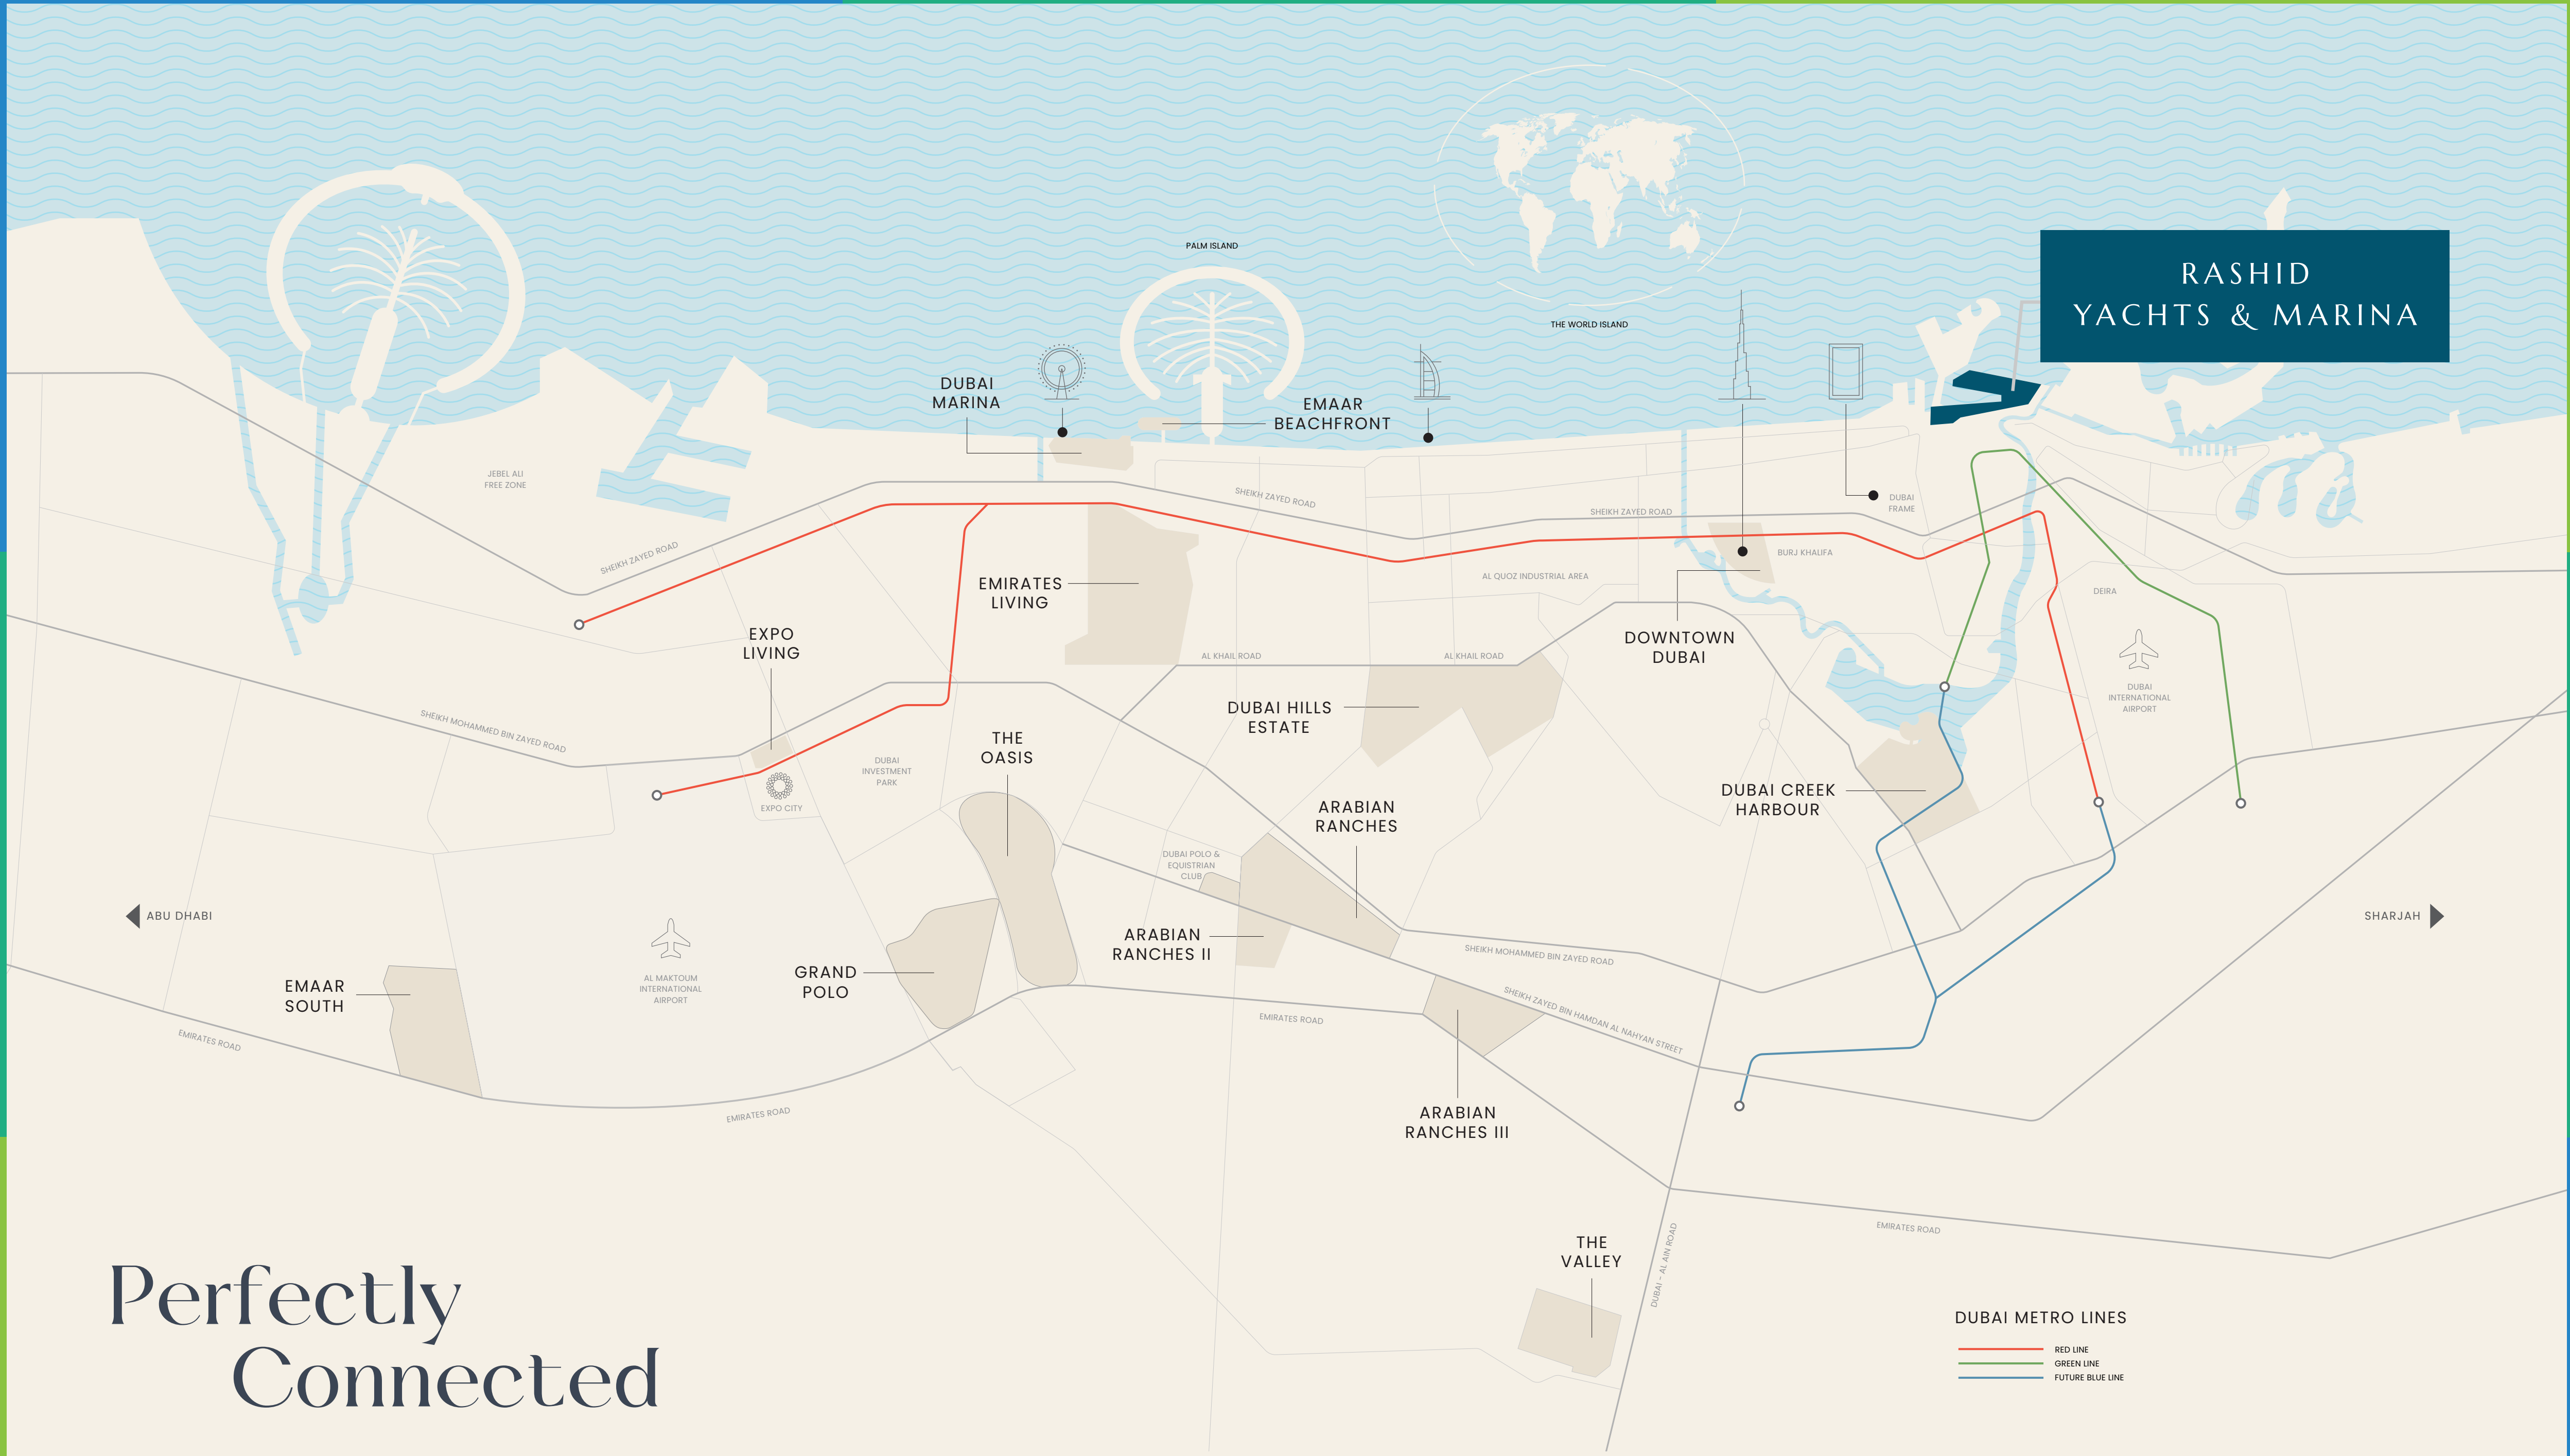 PALM ISLAND
THE WORLD ISLAND
RASHID
YACHTS & MARINA
DUBAI
MARINA
EMAAR
BEACHFRONT
JEBEL ALI
FREE ZONE
SHEIKH ZAYED ROAD
SHEIKH ZAYED ROAD
SHEIKH ZAYED ROAD
DUBAI
FRAME
BURJ KHALIFA
AL QUOZ INDUSTRIAL AREA
EMIRATES
LIVING
DEIRA
EXPO
LIVING
DOWNTOWN
DUBAI
AL KHAIL ROAD
AL KHAIL ROAD
DUBAI
INTERNATIONAL
AIRPORT
SHEIKH MOHAMMED BIN ZAYED ROAD
DUBAI HILLS
ESTATE
THE
OASIS
DUBAI
INVESTMENT
PARK
EXPO CITY
DUBAI CREEK
HARBOUR
ARABIAN
RANCHES
DUBAI POLO &
EQUISTRIAN
CLUB
ABU DHABI
SHARJAH
ARABIAN
RANCHES II
SHEIKH MOHAMMED BIN ZAYED ROAD
GRAND
POLO
AL MAKTOUM
INTERNATIONAL
AIRPORT
EMAAR
SOUTH
SHEIKH ZAYED BIN HAMDAN AL NAHYAN STREET
EMIRATES ROAD
EMIRATES ROAD
EMIRATES ROAD
ARABIAN
RANCHES III
EMIRATES ROAD
THE
VALLEY
DUBAI - AL AIN ROAD
Perfectly
Connected
DUBAI METRO LINES
RED LINE
GREEN LINE
FUTURE BLUE LINE